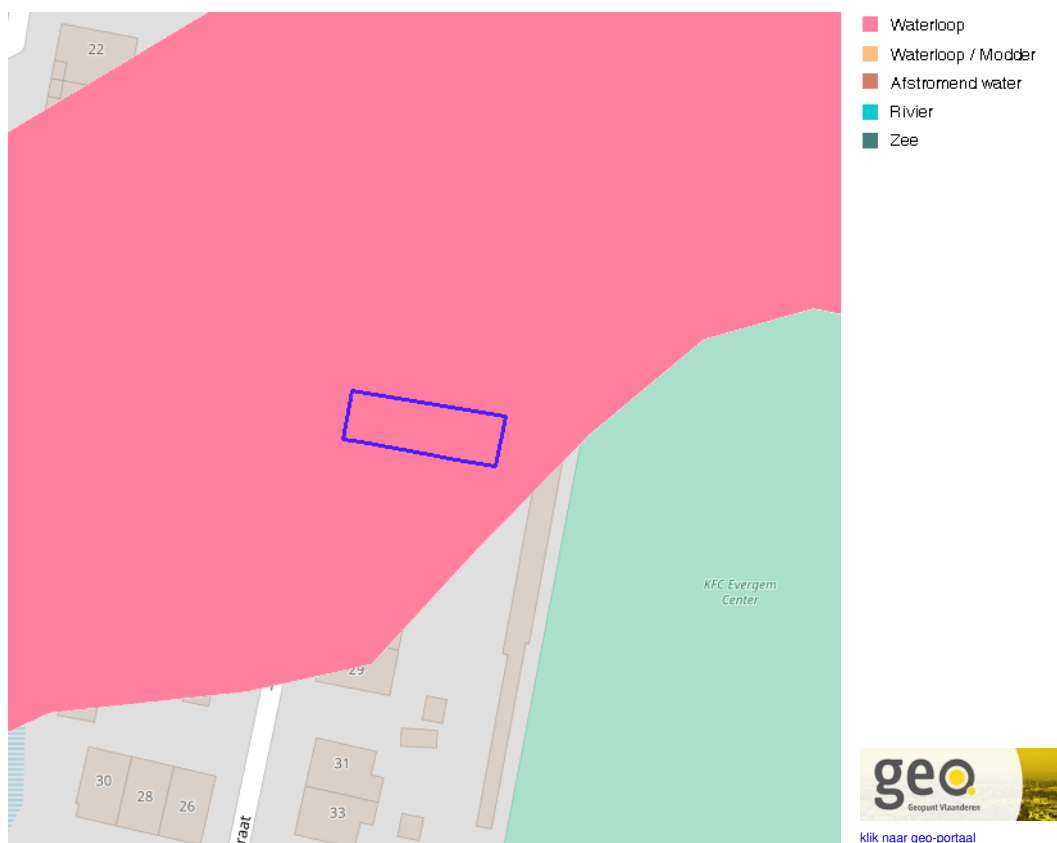 22
Waterloop
Waterloop / Modder
Afstromend water
Rivier
Zee
KFC Evergem
Center
29
31
30
28
26
33
raat
geo.
Geopunt Vlaanderen
klik naar geo-portaal